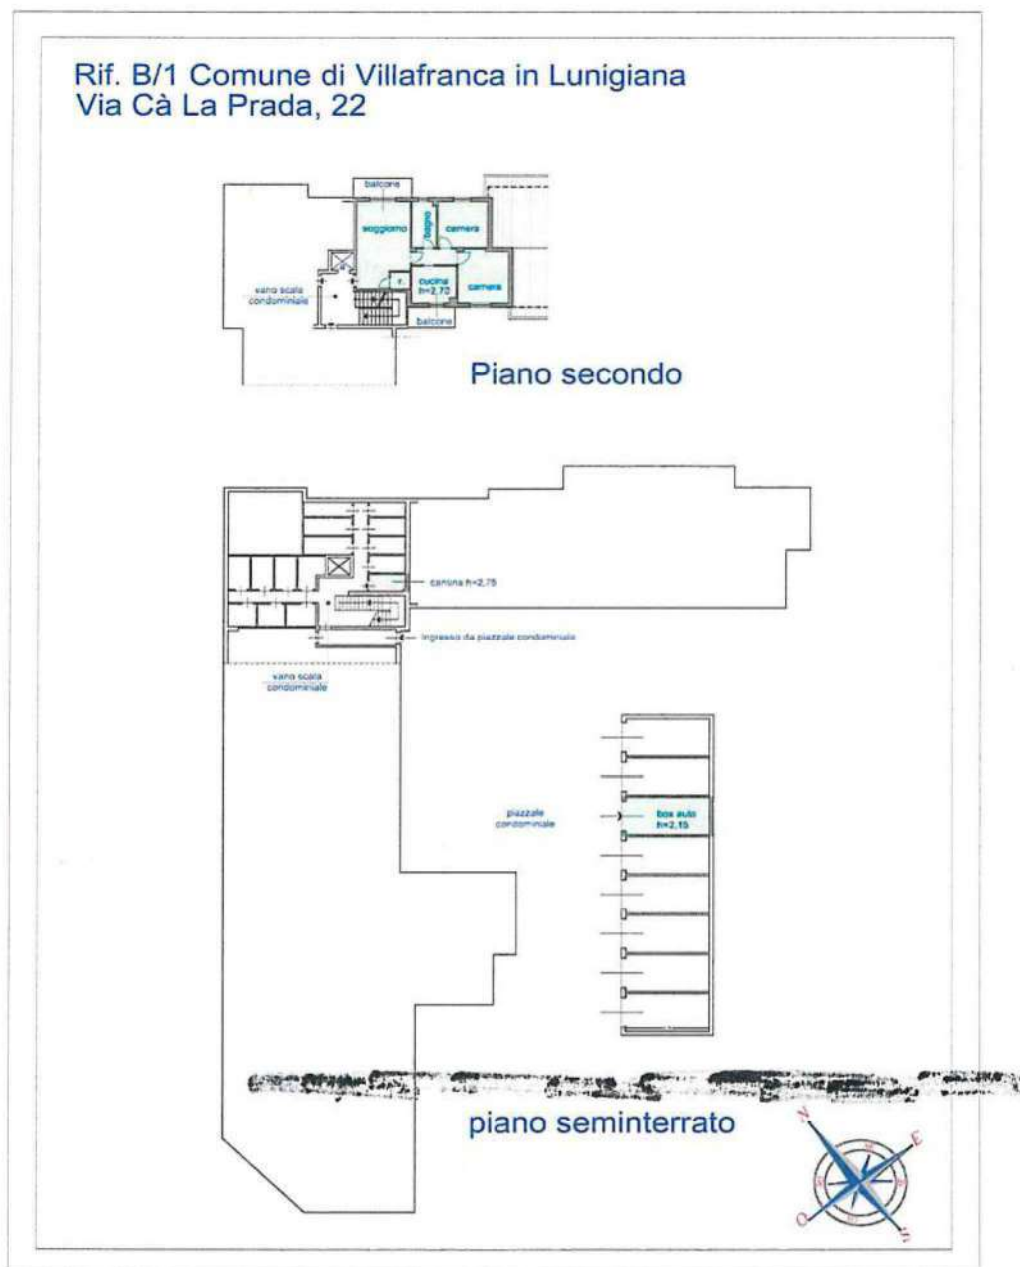 Rif. B/1 Comune di Villafranca in Lunigiana
Via Cà La Prada, 22
balcone
soggiorno
bagno
camera
cucina
h=2,70
r.
camera
vano scala
condominiale
balcone
Piano secondo
cantina h=2,75
ingresso da piazzale condominiale
vano scala
condominiale
piazzale
condominiale
box auto
h=2,15
piano seminterrato
N
E
O
S